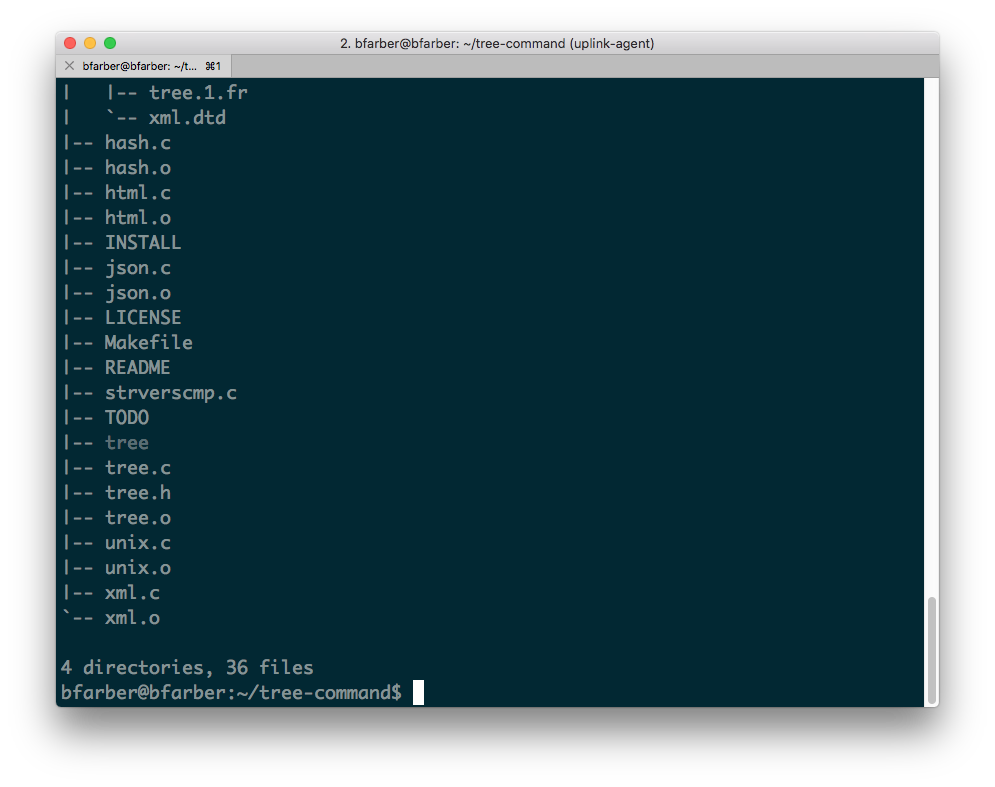 2. bfarber@bfarber: ~/tree-command (uplink-agent)
bfarber@bfarber: ~/t... ⌘1
|   |-- tree.1.fr
|   `-- xml.dtd
|-- hash.c
|-- hash.o
|-- html.c
|-- html.o
|-- INSTALL
|-- json.c
|-- json.o
|-- LICENSE
|-- Makefile
|-- README
|-- strverscmp.c
|-- TODO
|-- tree
|-- tree.c
|-- tree.h
|-- tree.o
|-- unix.c
|-- unix.o
|-- xml.c
`-- xml.o
4 directories, 36 files
bfarber@bfarber:~/tree-command$